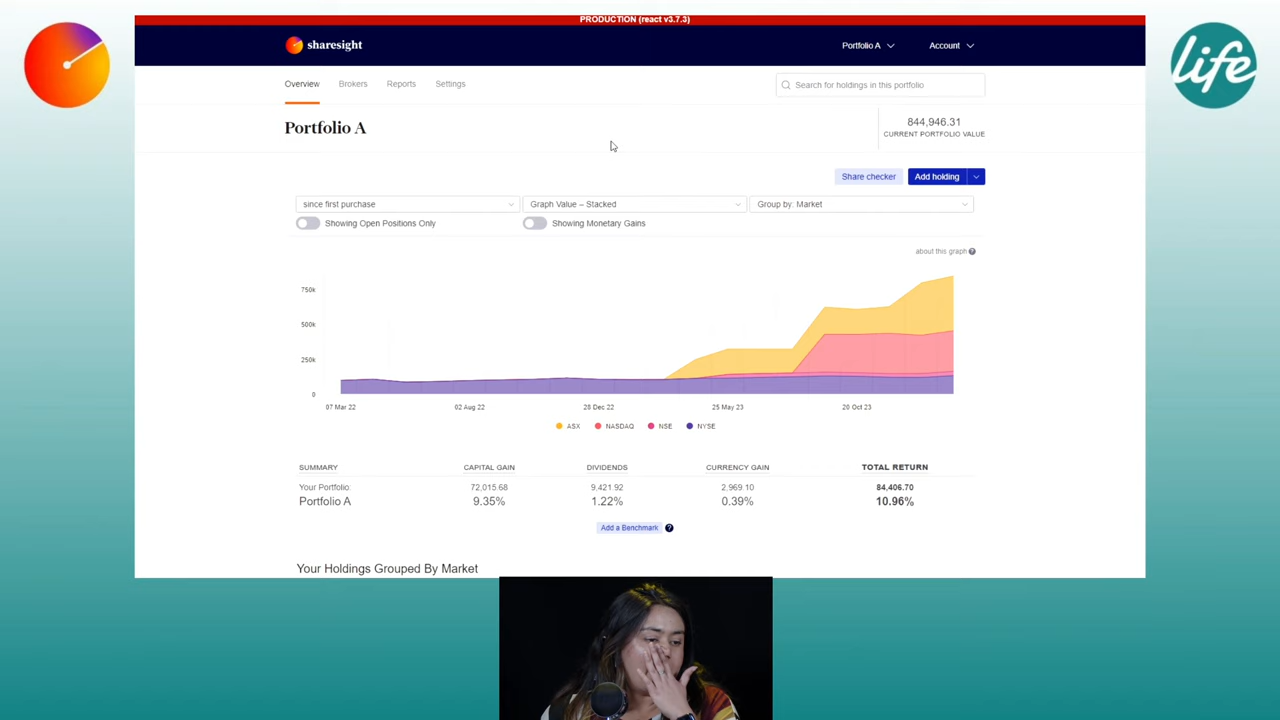 PRODUCTION (react v3.7.3)
sharesight
Portfolio A
Account
life
Overview
Brokers
Reports
Settings
Search for holdings in this portfolio
Portfolio A
844,946.31
CURRENT PORTFOLIO VALUE
Share checker
Add holding
since first purchase
Graph Value – Stacked
Group by: Market
Showing Open Positions Only
Showing Monetary Gains
about this graph ?
750k
500k
250k
0
07 Mar 22
02 Aug 22
28 Dec 22
25 May 23
20 Oct 23
ASX
NASDAQ
NSE
NYSE
SUMMARY
CAPITAL GAIN
DIVIDENDS
CURRENCY GAIN
TOTAL RETURN
Your Portfolio:
72,015.68
9,421.92
2,969.10
84,406.70
Portfolio A
9.35%
1.22%
0.39%
10.96%
Add a Benchmark ?
Your Holdings Grouped By Market